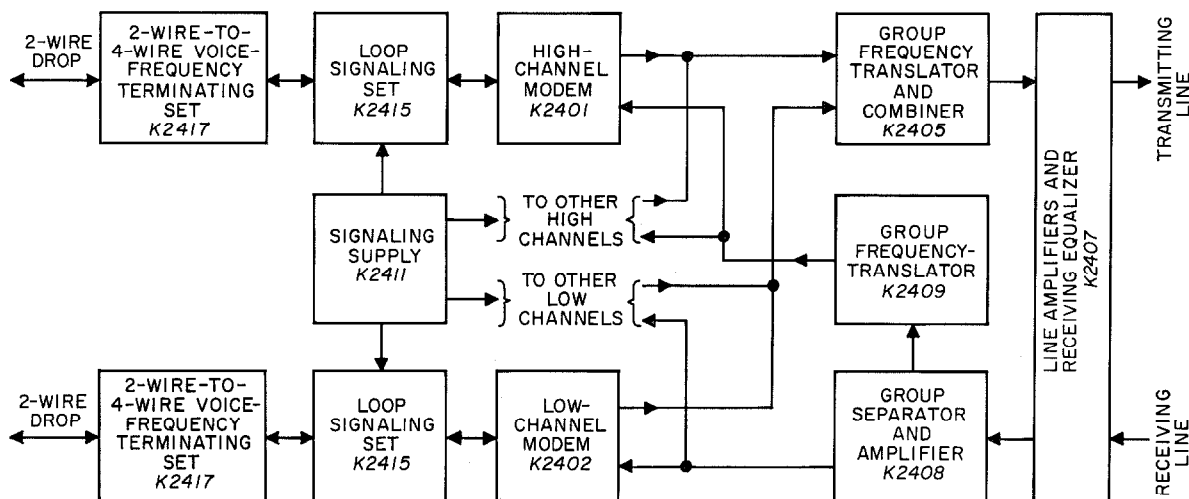 2-WIRE
DROP
2-WIRE-TO-
4-WIRE VOICE-
FREQUENCY
TERMINATING
SET
K2417
LOOP
SIGNALING
SET
K2415
HIGH-
CHANNEL
MODEM
K2401
GROUP
FREQUENCY
TRANSLATOR
AND
COMBINER
K2405
TRANSMITTING
LINE
SIGNALING
SUPPLY
K2411
TO OTHER
HIGH
CHANNELS
TO OTHER
LOW
CHANNELS
GROUP
FREQUENCY-
TRANSLATOR
K2409
LINE AMPLIFIERS AND
RECEIVING EQUALIZER
K2407
2-WIRE
DROP
2-WIRE-TO-
4-WIRE VOICE-
FREQUENCY
TERMINATING
SET
K2417
LOOP
SIGNALING
SET
K2415
LOW-
CHANNEL
MODEM
K2402
GROUP
SEPARATOR
AND
AMPLIFIER
K2408
RECEIVING
LINE